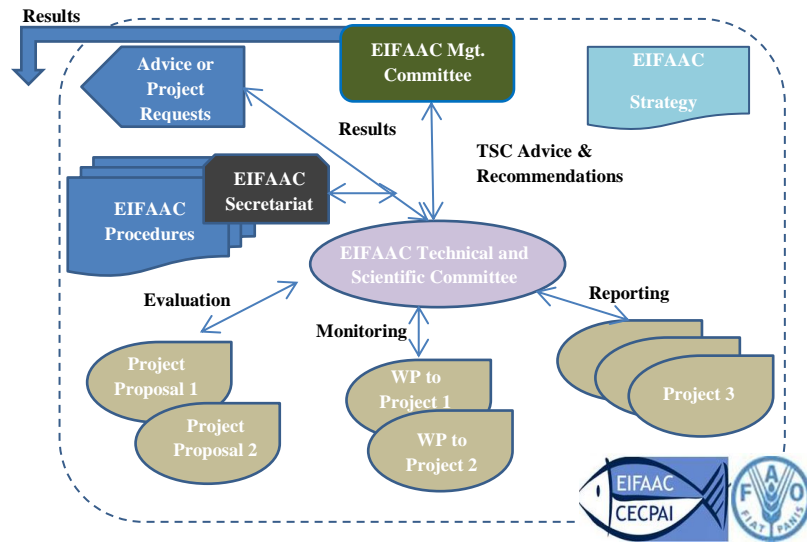 Results
Advice or
Project
Requests
EIFAAC Mgt.
Committee
EIFAAC
Strategy
Results
TSC Advice &
Recommendations
EIFAAC
Secretariat
EIFAAC
Procedures
EIFAAC Technical and
Scientific Committee
Evaluation
Monitoring
Reporting
Project
Proposal 1
Project
Proposal 2
WP to
Project 1
WP to
Project 2
Project 3
EIFAAC
CECPAI
F A O
FIAT PANIS